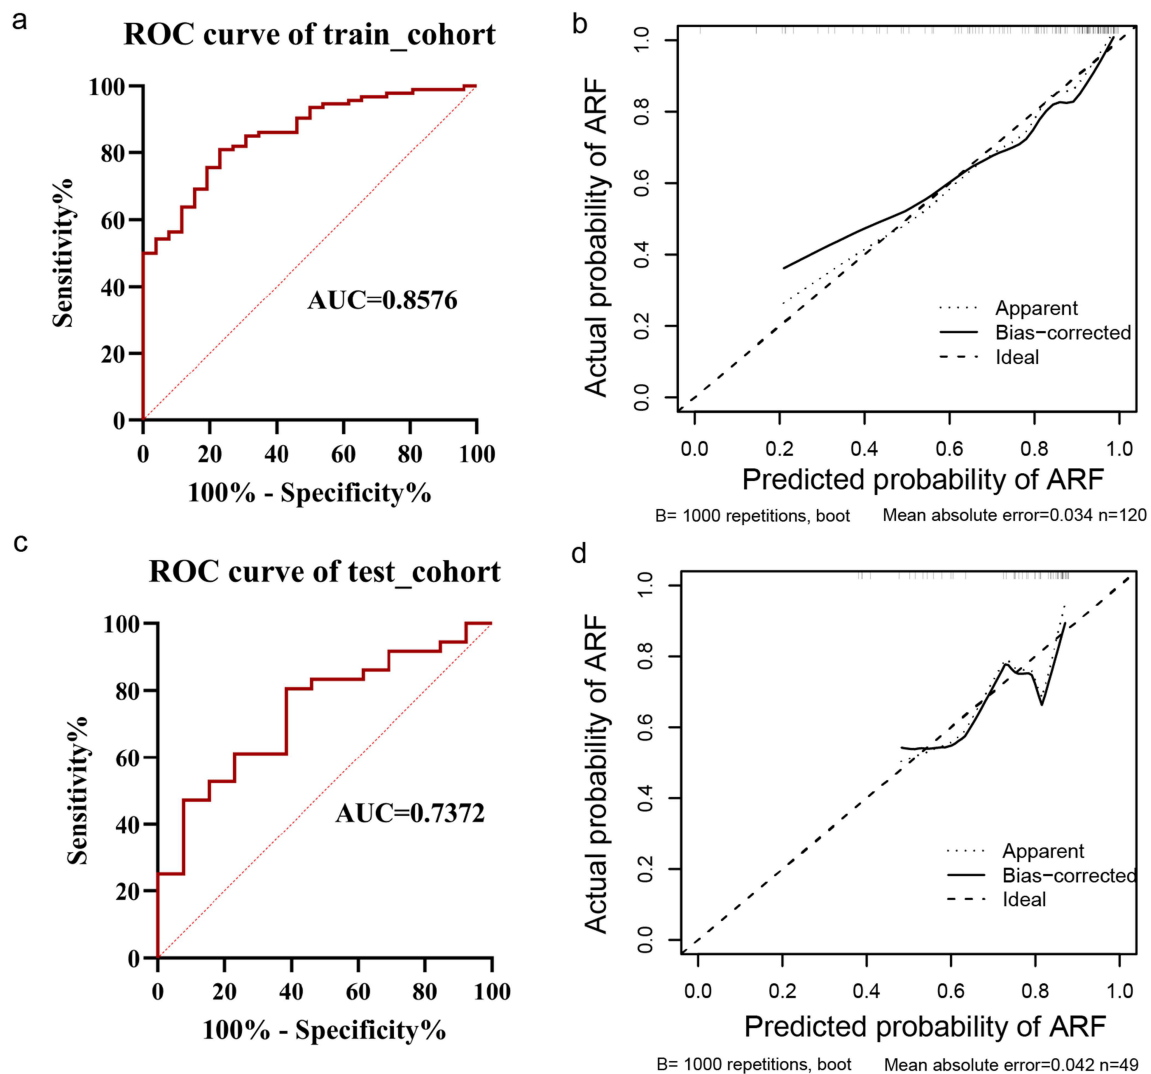 a
ROC curve of train_cohort
100
80
60
40
20
0
Sensitivity%
AUC=0.8576
0 20 40 60 80 100
100% - Specificity%
b
1.0
0.8
0.6
0.4
0.2
0.0
Actual probability of ARF
Apparent
Bias-corrected
Ideal
0.0 0.2 0.4 0.6 0.8 1.0
Predicted probability of ARF
B= 1000 repetitions, boot Mean absolute error=0.034 n=120
c
ROC curve of test_cohort
100
80
60
40
20
0
Sensitivity%
AUC=0.7372
0 20 40 60 80 100
100% - Specificity%
d
1.0
0.8
0.6
0.4
0.2
0.0
Actual probability of ARF
Apparent
Bias-corrected
Ideal
0.0 0.2 0.4 0.6 0.8 1.0
Predicted probability of ARF
B= 1000 repetitions, boot Mean absolute error=0.042 n=49